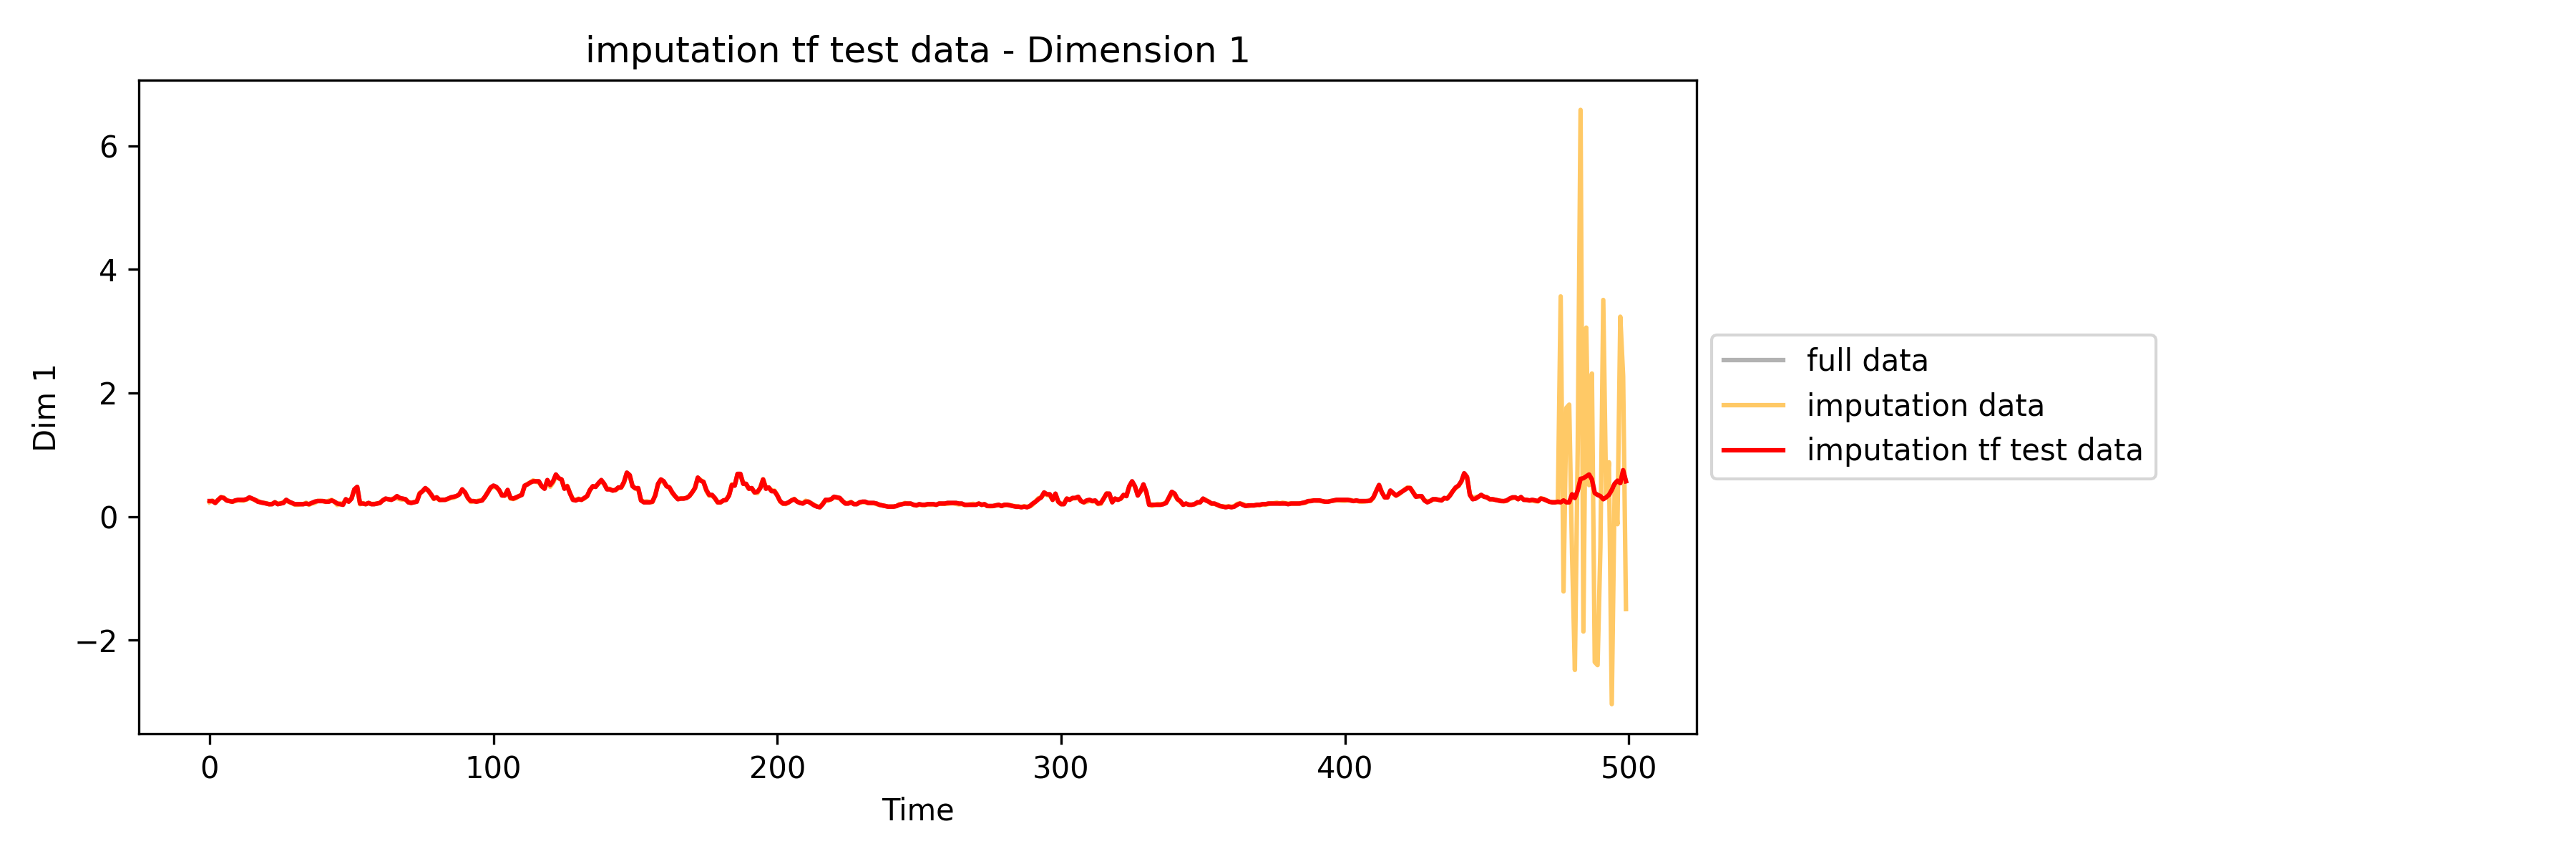 imputation tf test data - Dimension 1
6
4
2
0
−2
Dim 1
0 100 200 300 400 500
Time
full data
imputation data
imputation tf test data